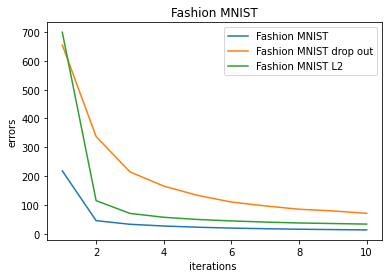 Fashion MNIST
Fashion MNIST
Fashion MNIST drop out
Fashion MNIST L2
errors
700
600
500
400
300
200
100
0
2 4 6 8 10
iterations